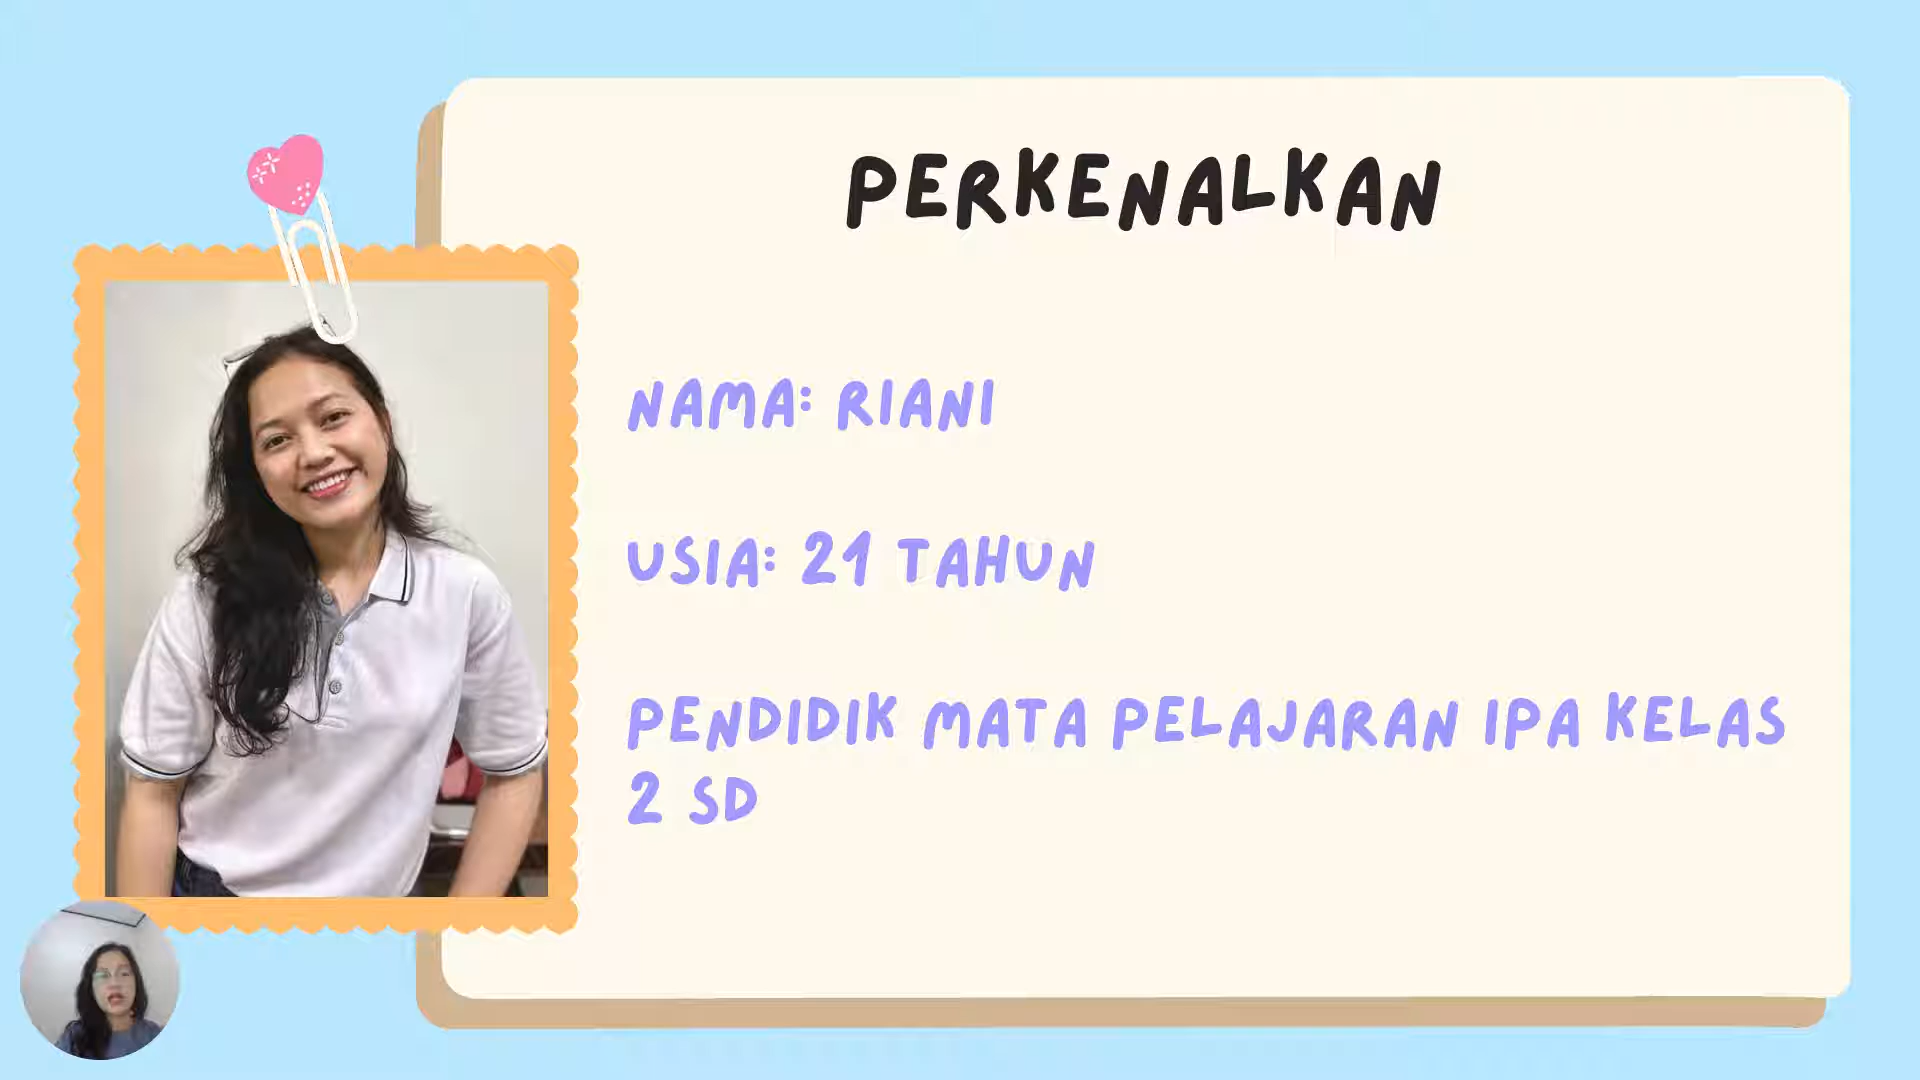 PERKENALKAN
NAMA: RIANI
USIA: 21 TAHUN
PENDIDIK MATA PELAJARAN IPA KELAS
2 SD